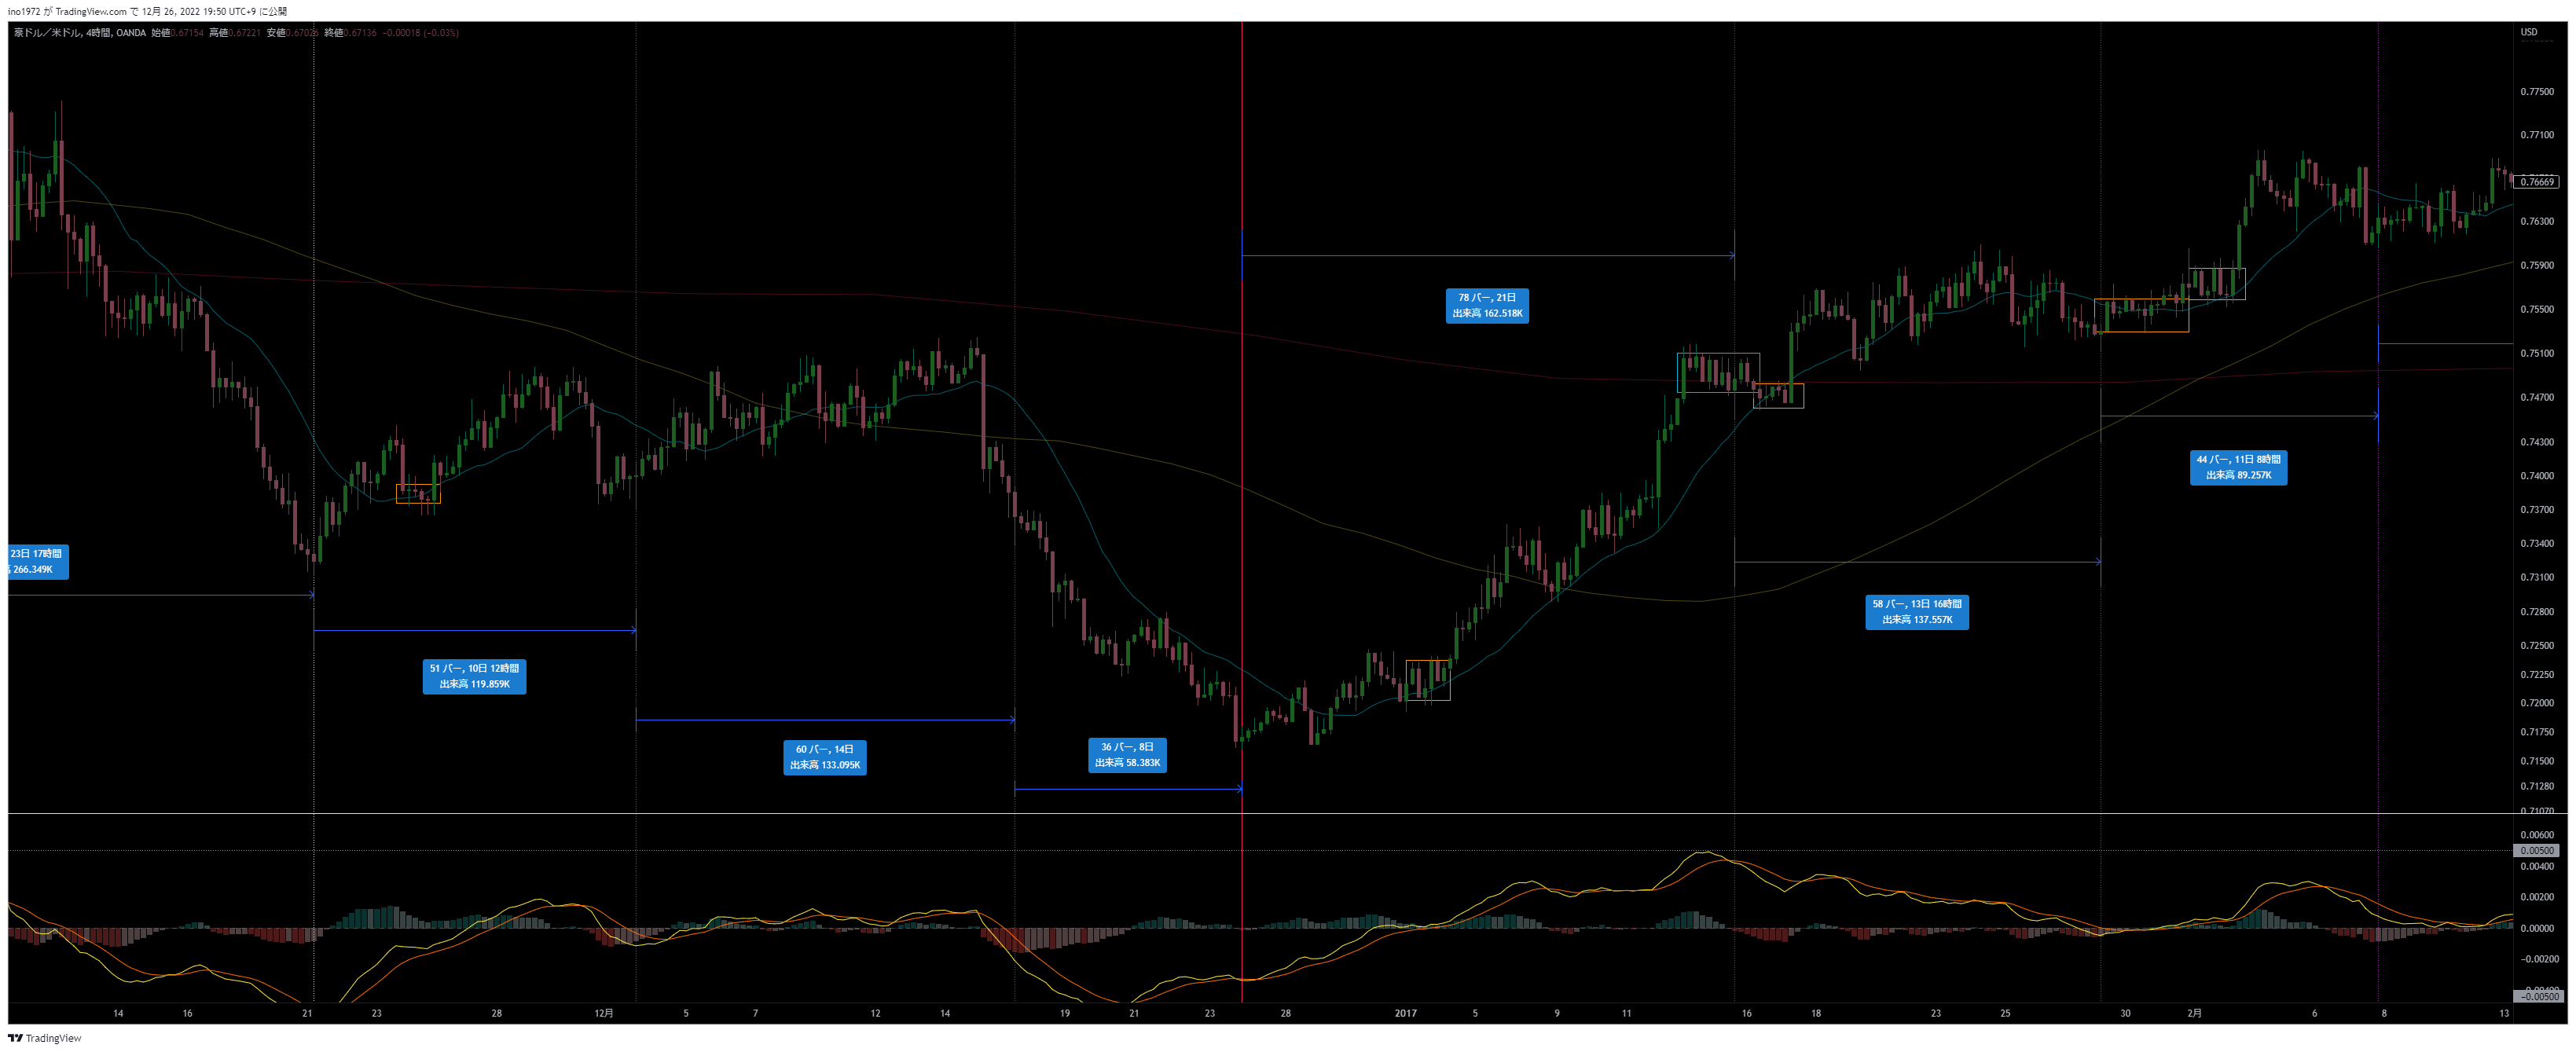 ino1972 が TradingView.com で 12月 26, 2022 19:50 UTC+9 に公開
豪ドル／米ドル, 4時間, OANDA 始値0.67154 高値0.67221 安値0.67026 終値0.67136 −0.00018 (−0.03%)
USD
0.77500
0.77100
0.76669
0.76300
0.75900
0.75500
0.75100
0.74700
0.74300
0.74000
0.73700
0.73400
0.73100
0.72800
0.72500
0.72250
0.72000
0.71750
0.71500
0.71280
0.71070
78 バー, 21日
出来高 162.518K
44 バー, 11日 8時間
出来高 89.257K
23日 17時間
266.349K
58 バー, 13日 16時間
出来高 137.557K
51 バー, 10日 12時間
出来高 119.859K
60 バー, 14日
出来高 133.095K
36 バー, 8日
出来高 58.383K
0.00600
0.00500
0.00400
0.00200
0.00000
−0.00200
−0.00500
14 16 21 23 28 12月 5 7 12 14 19 21 23 28 2017 5 9 11 16 18 23 25 30 2月 6 8 13
TradingView